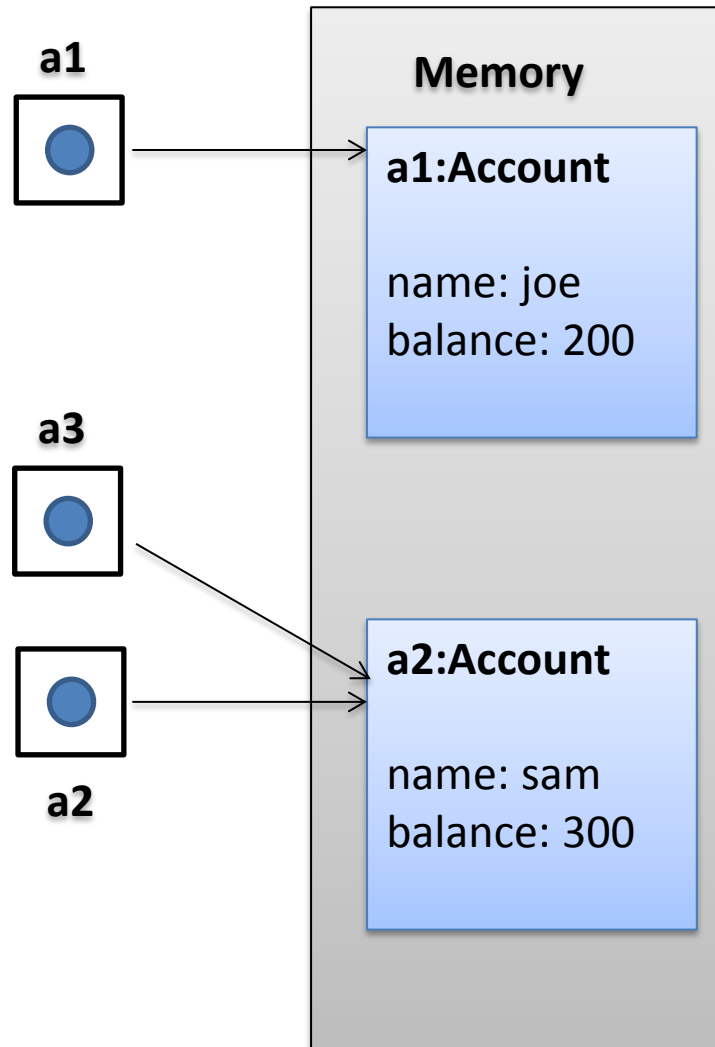 a1
Memory
a1:Account
name: joe
balance: 200
a3
a2:Account
name: sam
balance: 300
a2